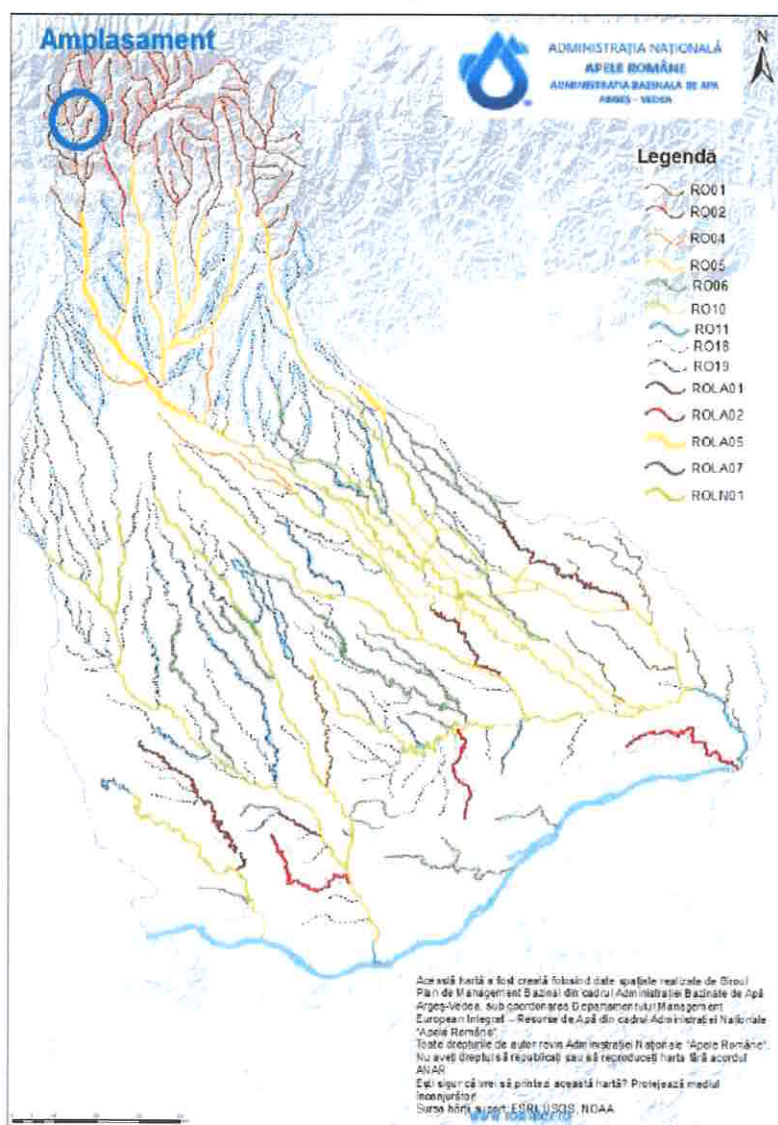 Amplasament
ADMINISTRAȚIA NAȚIONALĂ
APELE ROMÂNE
ADMINISTRAȚIA BAZINALA DE APA
ARGEȘ - VEDEA
N
Legendă
RO01
RO02
RO04
RO05
RO06
RO10
RO11
RO18
RO19
ROLA01
ROLA02
ROLA05
ROLA07
ROLN01
Această hartă a fost creată folosind date spațiale realizate de Biroul
Plan de Management Bazinal din cadrul Administrației Bazinale de Apă
Argeș-Vedea, sub coordonarea Departamentului Management
European Integrat – Resurse de Apă din cadrul Administrației Naționale
"Apele Române".
Toate drepturile de autor revin Administrației Naționale "Apele Române".
Nu aveți dreptul să republicați sau să reproduceți harta fără acordul
ANAR
Ești sigur că vrei să printezi această hartă? Protejează mediul
înconjurător!
Sursa hărții suport: ESRI, USGS, NOAA